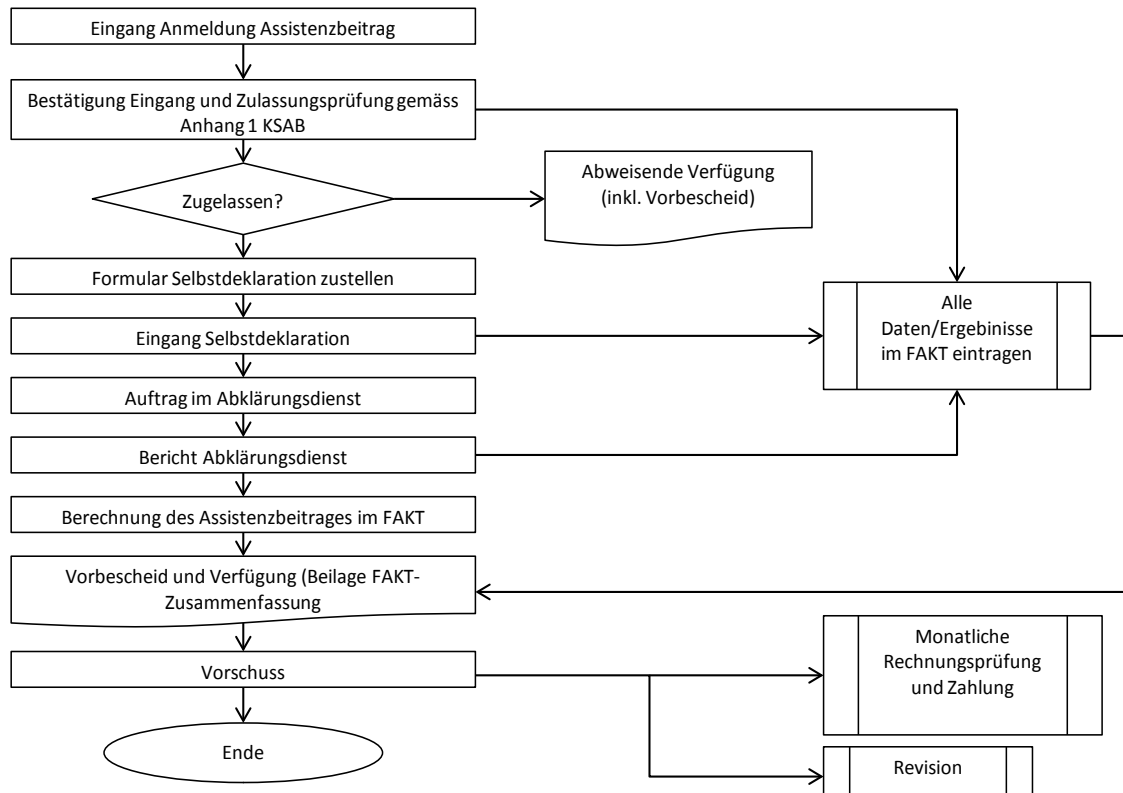 Eingang Anmeldung Assistenzbeitrag
Bestätigung Eingang und Zulassungsprüfung gemäss
Anhang 1 KSAB
Zugelassen?
Abweisende Verfügung
(inkl. Vorbescheid)
Formular Selbstdeklaration zustellen
Eingang Selbstdeklaration
Alle
Daten/Ergebinisse
im FAKT eintragen
Auftrag im Abklärungsdienst
Bericht Abklärungsdienst
Berechnung des Assistenzbeitrages im FAKT
Vorbescheid und Verfügung (Beilage FAKT-
Zusammenfassung
Vorschuss
Monatliche
Rechnungsprüfung
und Zahlung
Ende
Revision